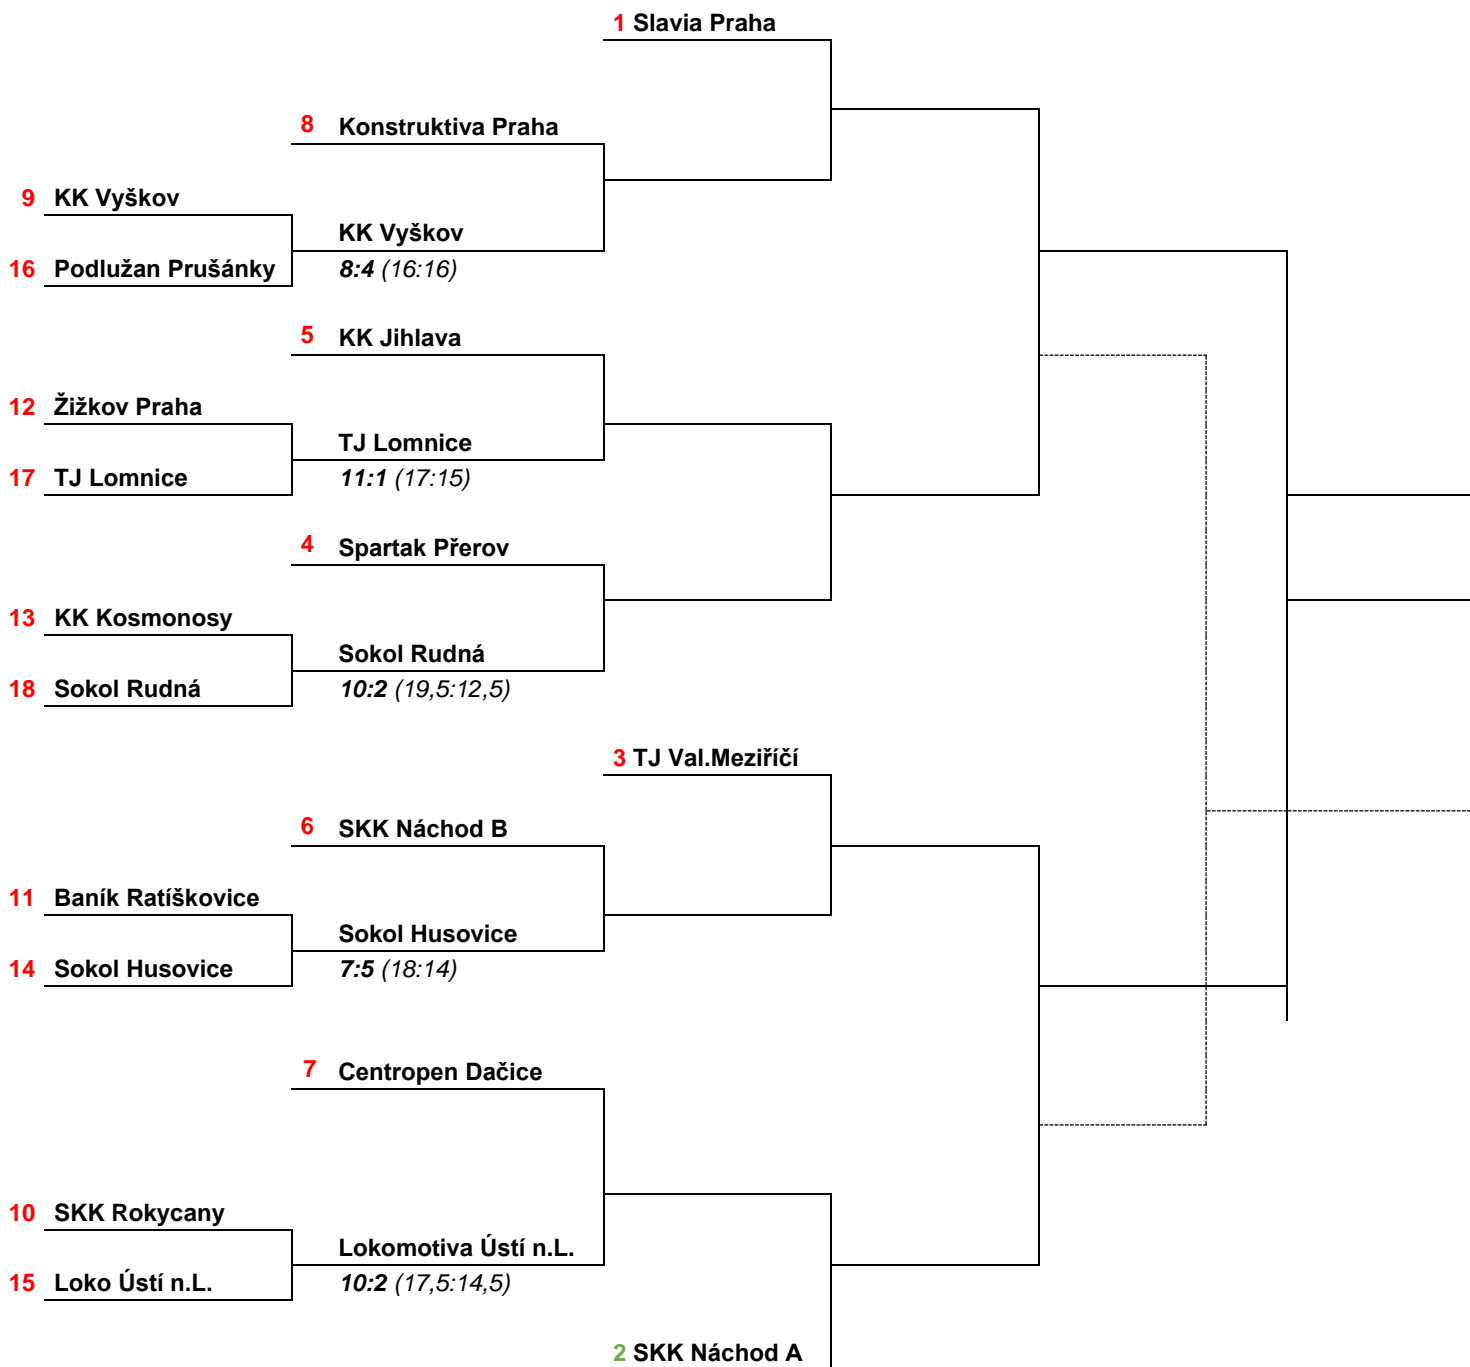 1 Slavia Praha
8 Konstruktiva Praha
9 KK Vyškov
KK Vyškov
16 Podlužan Prušánky
8:4 (16:16)
5 KK Jihlava
12 Žižkov Praha
TJ Lomnice
17 TJ Lomnice
11:1 (17:15)
4 Spartak Přerov
13 KK Kosmonosy
Sokol Rudná
18 Sokol Rudná
10:2 (19,5:12,5)
3 TJ Val.Meziříčí
6 SKK Náchod B
11 Baník Ratíškovice
Sokol Husovice
14 Sokol Husovice
7:5 (18:14)
7 Centropen Dačice
10 SKK Rokycany
Lokomotiva Ústí n.L.
15 Loko Ústí n.L.
10:2 (17,5:14,5)
2 SKK Náchod A